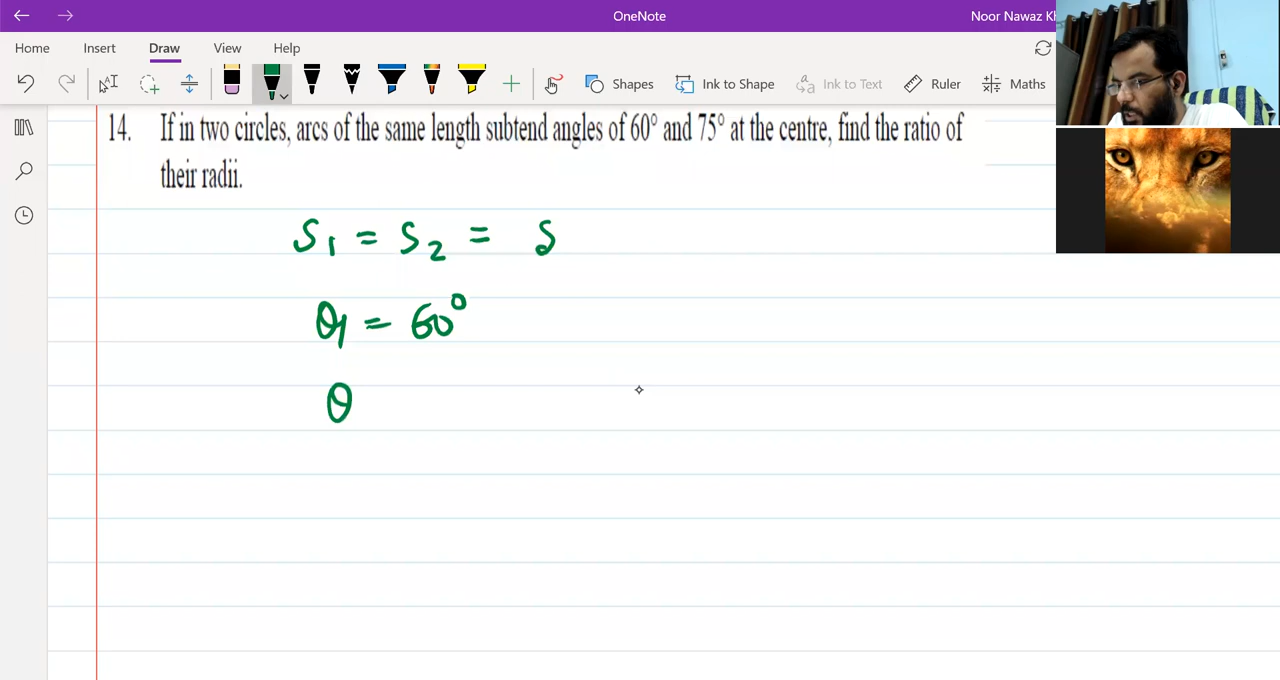 OneNote
Noor Nawaz Kh
Home Insert Draw View Help
Shapes Ink to Shape Ink to Text Ruler Maths
14. If in two circles, arcs of the same length subtend angles of 60° and 75° at the centre, find the ratio of
their radii.
S₁ = S₂ = S
θ₁ = 60°
θ